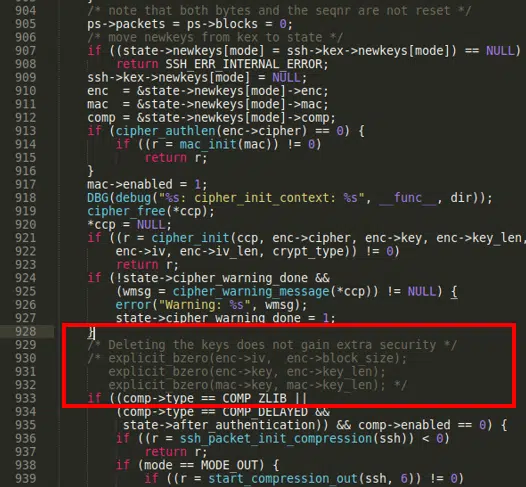 904 /* note that both bytes and the seqnr are not reset */
905 ps->packets = ps->blocks = 0;
906 /* move newkeys from kex to state */
907 if ((state->newkeys[mode] = ssh->kex->newkeys[mode]) == NULL)
908 return SSH_ERR_INTERNAL_ERROR;
909 ssh->kex->newkeys[mode] = NULL;
910 enc = &state->newkeys[mode]->enc;
911 mac = &state->newkeys[mode]->mac;
912 comp = &state->newkeys[mode]->comp;
913 if (cipher_authlen(enc->cipher) == 0) {
914 if ((r = mac_init(mac)) != 0)
915 return r;
916 }
917 mac->enabled = 1;
918 DBG(debug("%s: cipher_init_context: %s", __func__, dir));
919 cipher_free(*ccp);
920 *ccp = NULL;
921 if ((r = cipher_init(ccp, enc->cipher, enc->key, enc->key_len,
922 enc->iv, enc->iv_len, crypt_type)) != 0)
923 return r;
924 if (!state->cipher_warning_done &&
925 (wmsg = cipher_warning_message(*ccp)) != NULL) {
926 error("Warning: %s", wmsg);
927 state->cipher_warning_done = 1;
928 }
929 /* Deleting the keys does not gain extra security */
930 /* explicit_bzero(enc->iv, enc->block_size);
931 explicit_bzero(enc->key, enc->key_len);
932 explicit_bzero(mac->key, mac->key_len); */
933 if ((comp->type == COMP_ZLIB ||
934 (comp->type == COMP_DELAYED &&
935 state->after_authentication)) && comp->enabled == 0) {
936 if ((r = ssh_packet_init_compression(ssh)) < 0)
937 return r;
938 if (mode == MODE_OUT) {
939 if ((r = start_compression_out(ssh, 6)) != 0)